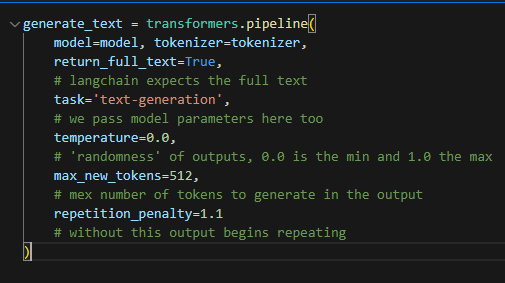 generate_text = transformers.pipeline(
    model=model, tokenizer=tokenizer,
    return_full_text=True,
    # langchain expects the full text
    task='text-generation',
    # we pass model parameters here too
    temperature=0.0,
    # 'randomness' of outputs, 0.0 is the min and 1.0 the max
    max_new_tokens=512,
    # mex number of tokens to generate in the output
    repetition_penalty=1.1
    # without this output begins repeating
)